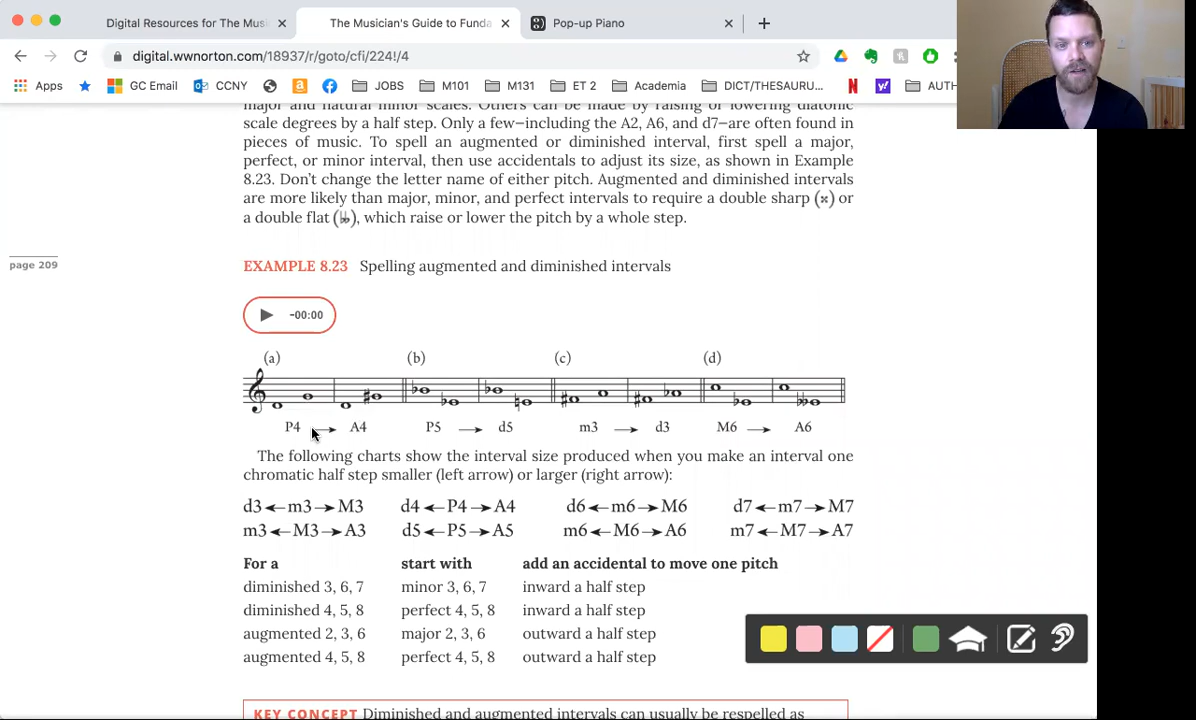 Digital Resources for The Musi
The Musician's Guide to Funda
Pop-up Piano
digital.wwnorton.com/18937/r/goto/cfi/224!/4
Apps GC Email CCNY JOBS M101 M131 ET 2 Academia DICT/THESAURU... AUTH
major and natural minor scales. Others can be made by raising or lowering diatonic
scale degrees by a half step. Only a few—including the A2, A6, and d7—are often found in
pieces of music. To spell an augmented or diminished interval, first spell a major,
perfect, or minor interval, then use accidentals to adjust its size, as shown in Example
8.23. Don't change the letter name of either pitch. Augmented and diminished intervals
are more likely than major, minor, and perfect intervals to require a double sharp (𝄪) or
a double flat (𝄫), which raise or lower the pitch by a whole step.
page 209
EXAMPLE 8.23 Spelling augmented and diminished intervals
-00:00
(a) (b) (c) (d)
P4 → A4 P5 → d5 m3 → d3 M6 → A6
The following charts show the interval size produced when you make an interval one
chromatic half step smaller (left arrow) or larger (right arrow):
d3←m3→M3 d4←P4→A4 d6←m6→M6 d7←m7→M7
m3←M3→A3 d5←P5→A5 m6←M6→A6 m7←M7→A7
For a start with add an accidental to move one pitch
diminished 3, 6, 7 minor 3, 6, 7 inward a half step
diminished 4, 5, 8 perfect 4, 5, 8 inward a half step
augmented 2, 3, 6 major 2, 3, 6 outward a half step
augmented 4, 5, 8 perfect 4, 5, 8 outward a half step
KEY CONCEPT Diminished and augmented intervals can usually be respelled as